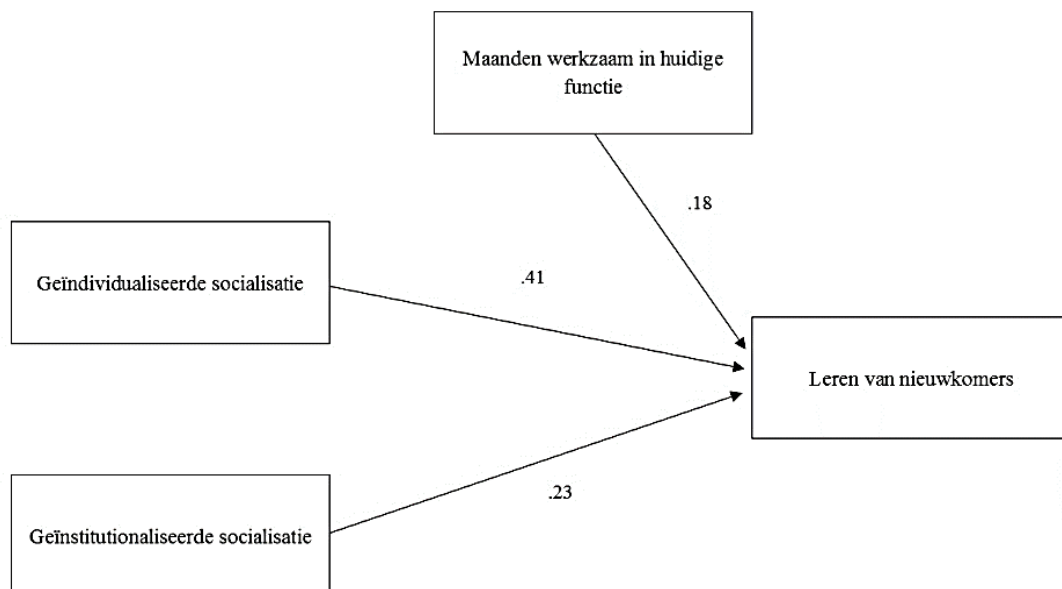 Maanden werkzaam in huidige
functie
.18
Geïndividualiseerde socialisatie
.41
Leren van nieuwkomers
.23
Geïnstitutionaliseerde socialisatie